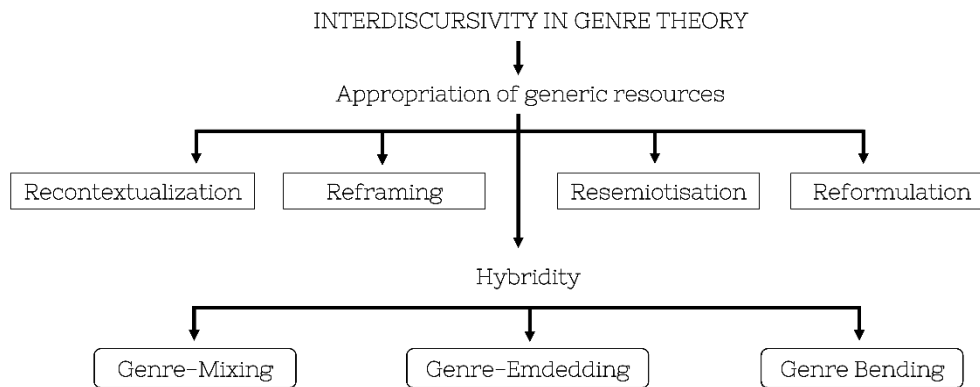 INTERDISCURSIVITY IN GENRE THEORY
Appropriation of generic resources
Recontextualization
Reframing
Resemiotisation
Reformulation
Hybridity
Genre-Mixing
Genre-Emdedding
Genre Bending